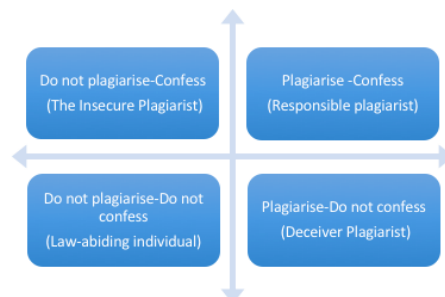 Do not plagiarise-Confess
(The Insecure Plagiarist)
Plagiarise -Confess
(Responsible plagiarist)
Do not plagiarise-Do not
confess
(Law-abiding individual)
Plagiarise-Do not confess
(Deceiver Plagiarist)